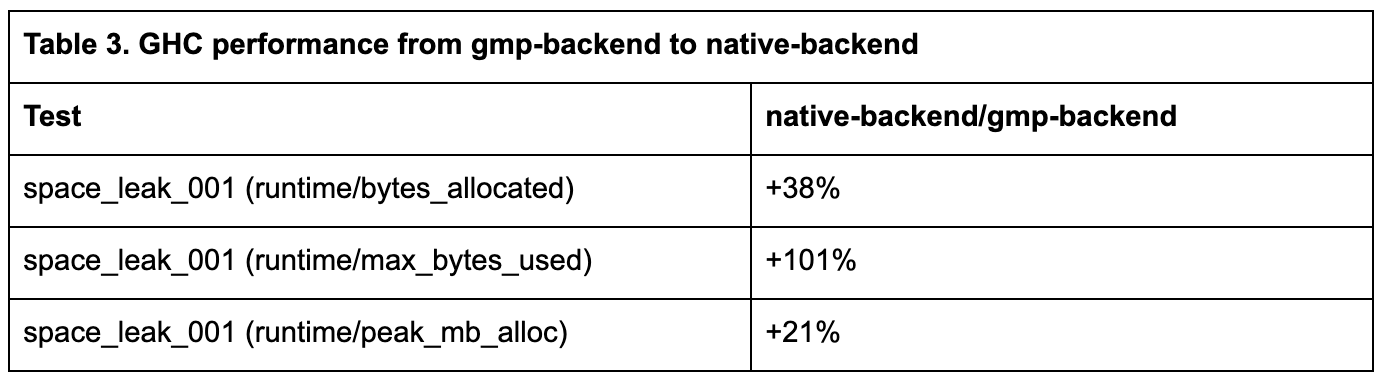 Table 3. GHC performance from gmp-backend to native-backend
Test native-backend/gmp-backend
space_leak_001 (runtime/bytes_allocated) +38%
space_leak_001 (runtime/max_bytes_used) +101%
space_leak_001 (runtime/peak_mb_alloc) +21%